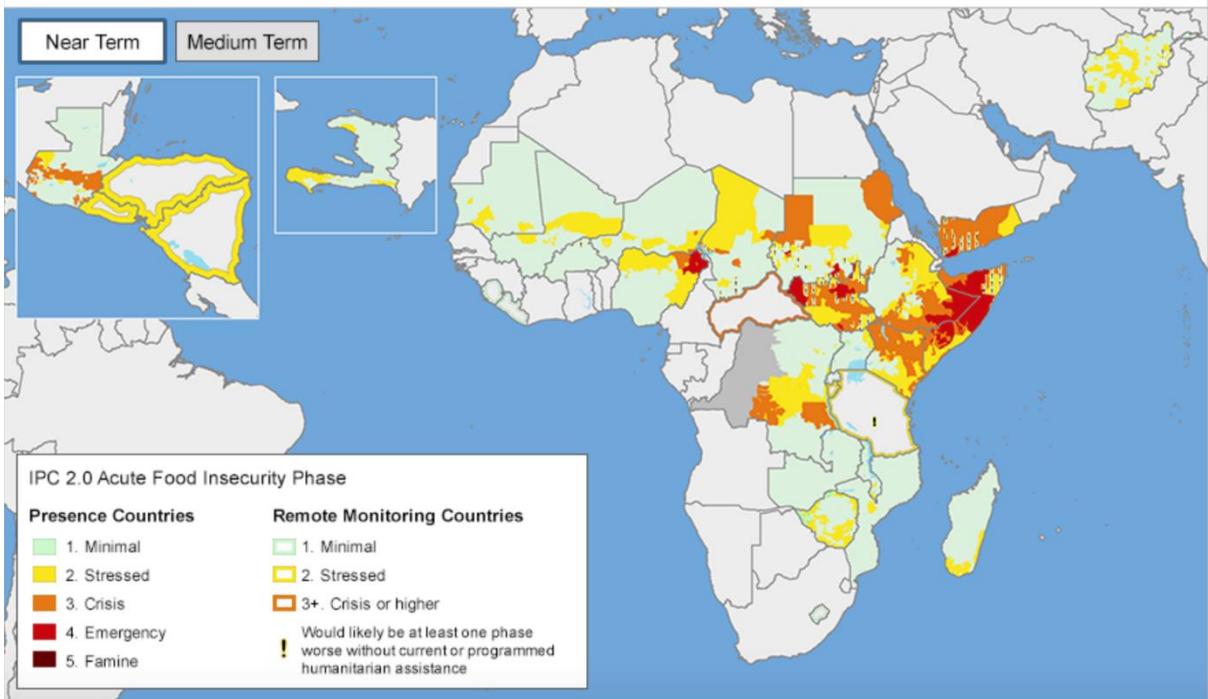 Near Term
Medium Term
IPC 2.0 Acute Food Insecurity Phase
Presence Countries
1. Minimal
2. Stressed
3. Crisis
4. Emergency
5. Famine
Remote Monitoring Countries
1. Minimal
2. Stressed
3+. Crisis or higher
! Would likely be at least one phase
worse without current or programmed
humanitarian assistance
!